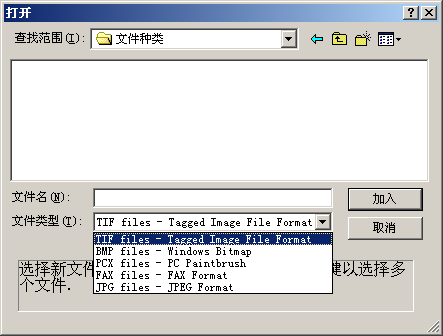 打开
查找范围(I):
文件种类
文件名(N):
加入
文件类型(T):
TIF files - Tagged Image File Format
取消
TIF files - Tagged Image File Format
BMP files - Windows Bitmap
PCX files - PC Paintbrush
FAX files - FAX Format
JPG files - JPEG Format
选择新文件 键以选择多
个文件.